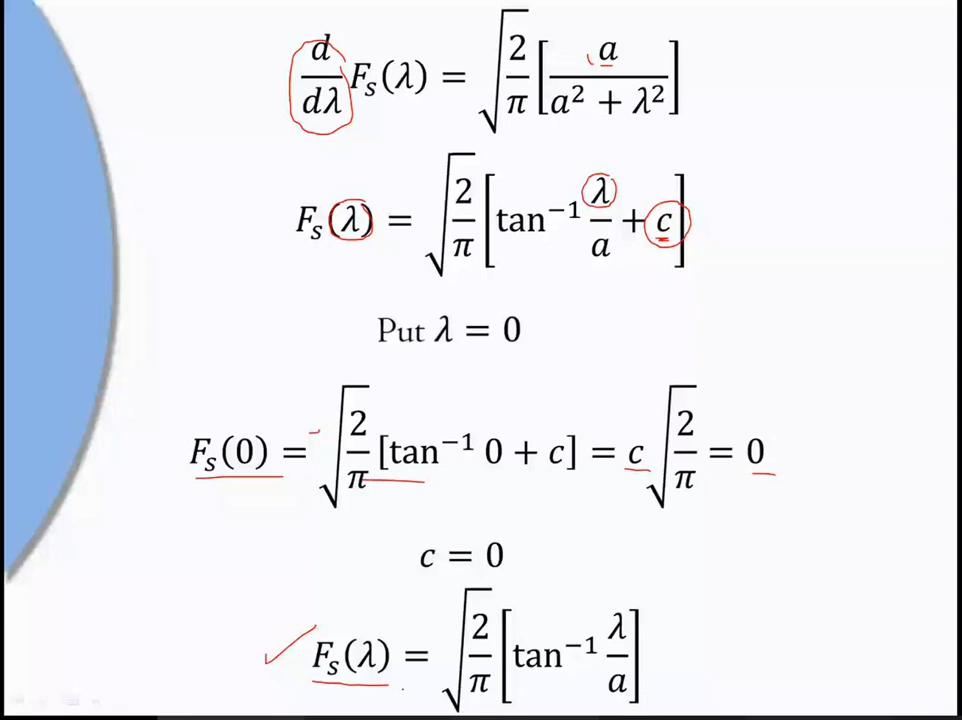 d/dλ F_s(λ) = √(2/π) [a/(a² + λ²)]
F_s(λ) = √(2/π) [tan⁻¹ λ/a + c]
Put λ = 0
F_s(0) = √(2/π) [tan⁻¹ 0 + c] = c √(2/π) = 0
c = 0
F_s(λ) = √(2/π) [tan⁻¹ λ/a]